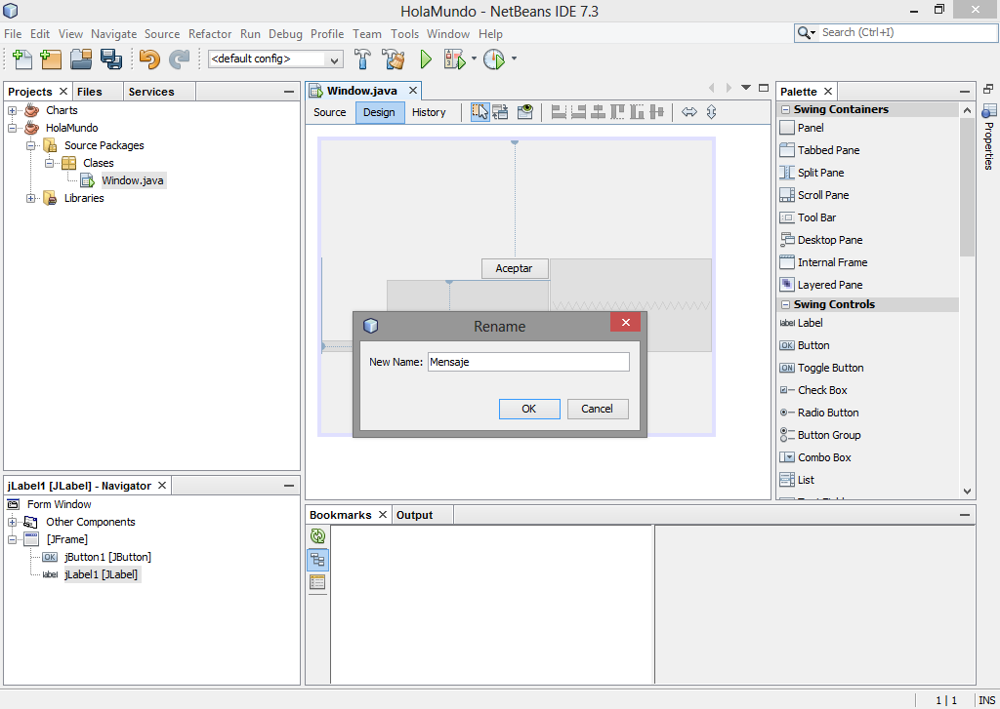 HolaMundo - NetBeans IDE 7.3
File Edit View Navigate Source Refactor Run Debug Profile Team Tools Window Help
Search (Ctrl+I)
<default config>
Projects Files Services
Charts
HolaMundo
Source Packages
Clases
Window.java
Libraries
Window.java
Source Design History
Aceptar
Rename
New Name: Mensaje
OK Cancel
Palette
Swing Containers
Panel
Tabbed Pane
Split Pane
Scroll Pane
Tool Bar
Desktop Pane
Internal Frame
Layered Pane
Swing Controls
label Label
OK Button
ON Toggle Button
Check Box
Radio Button
Button Group
Combo Box
List
Properties
jLabel1 [JLabel] - Navigator
Form Window
Other Components
[JFrame]
OK jButton1 [JButton]
label jLabel1 [JLabel]
Bookmarks Output
1 | 1 INS